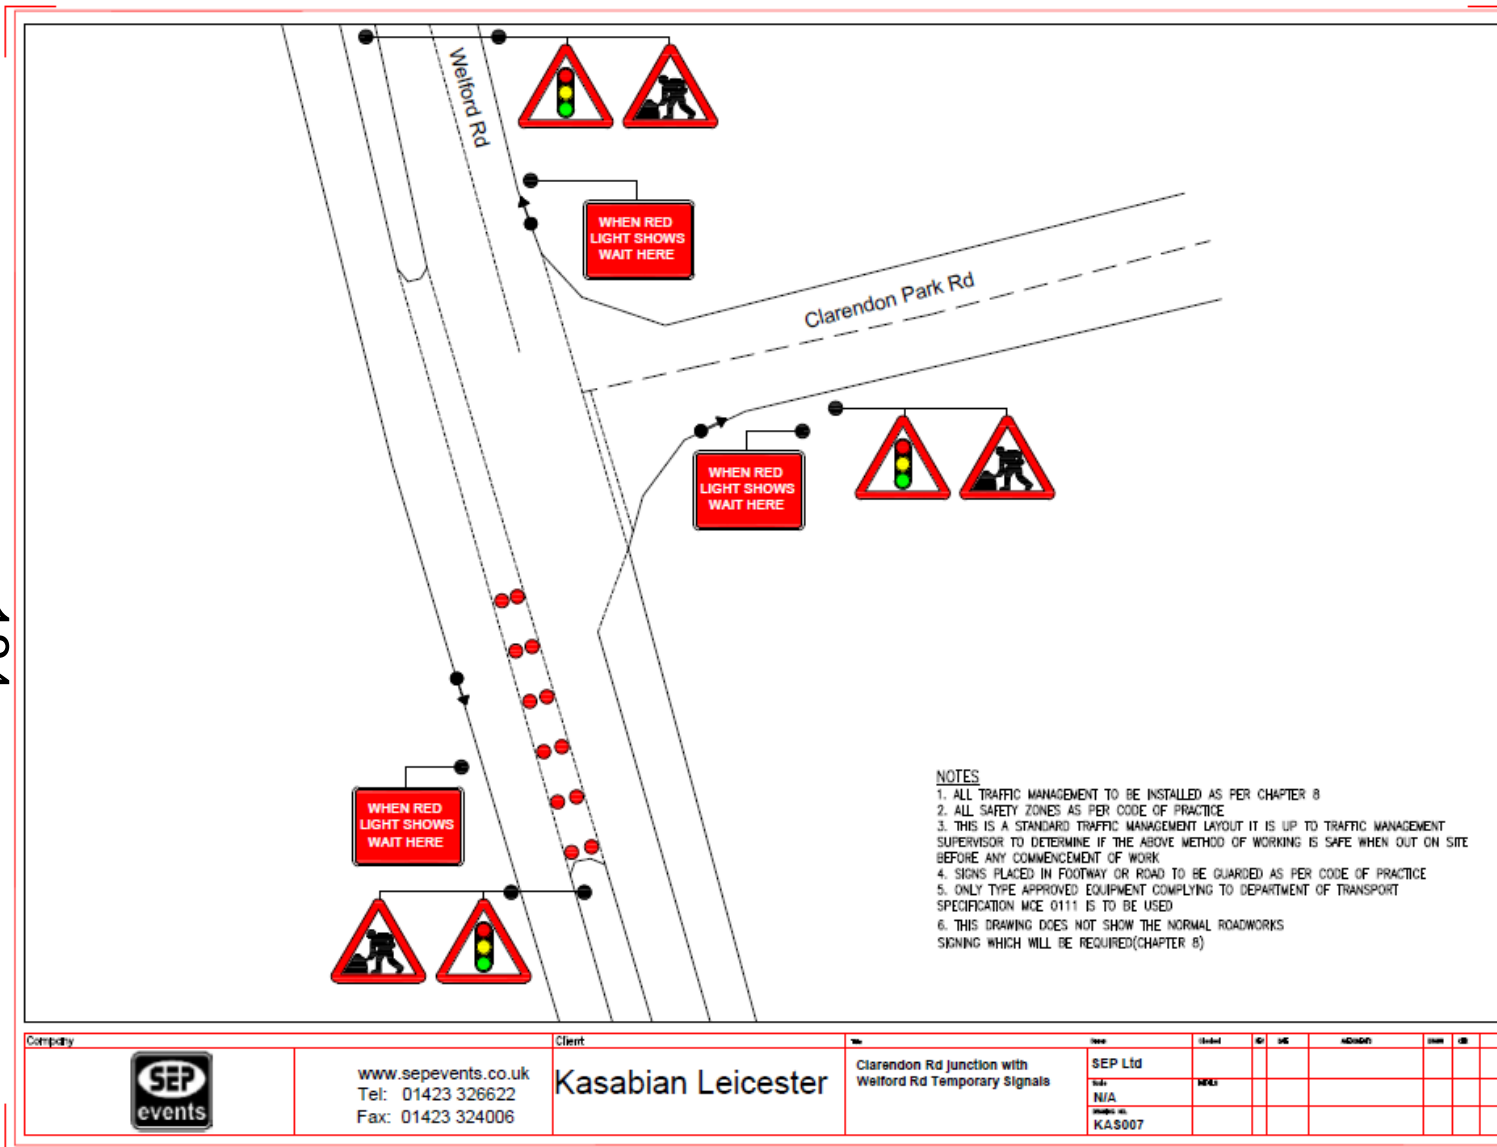 Welford Rd
WHEN RED
LIGHT SHOWS
WAIT HERE
Clarendon Park Rd
WHEN RED
LIGHT SHOWS
WAIT HERE
WHEN RED
LIGHT SHOWS
WAIT HERE
NOTES
1. ALL TRAFFIC MANAGEMENT TO BE INSTALLED AS PER CHAPTER 8
2. ALL SAFETY ZONES AS PER CODE OF PRACTICE
3. THIS IS A STANDARD TRAFFIC MANAGEMENT LAYOUT IT IS UP TO TRAFFIC MANAGEMENT
SUPERVISOR TO DETERMINE IF THE ABOVE METHOD OF WORKING IS SAFE WHEN OUT ON SITE
BEFORE ANY COMMENCEMENT OF WORK
4. SIGNS PLACED IN FOOTWAY OR ROAD TO BE GUARDED AS PER CODE OF PRACTICE
5. ONLY TYPE APPROVED EQUIPMENT COMPLYING TO DEPARTMENT OF TRANSPORT
SPECIFICATION MCE 0111 IS TO BE USED
6. THIS DRAWING DOES NOT SHOW THE NORMAL ROADWORKS
SIGNING WHICH WILL BE REQUIRED(CHAPTER 8)
Company
SEP
events
www.sepevents.co.uk
Tel: 01423 326622
Fax: 01423 324006
Client
Kasabian Leicester
Title
Clarendon Rd junction with
Welford Rd Temporary Signals
SEP Ltd
Scale
N/A
KAS007
Checked